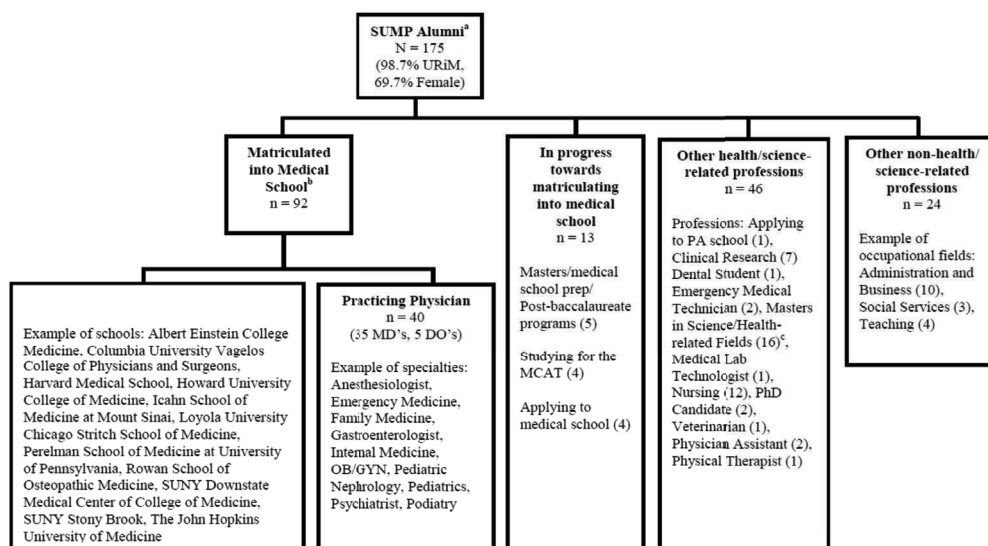 SUMP Alumniᵃ
N = 175
(98.7% URiM,
69.7% Female)
Matriculated
into Medical
Schoolᵇ
n = 92
In progress
towards
matriculating
into medical
school
n = 13
Masters/medical
school prep/
Post-baccalaureate
programs (5)
Studying for the
MCAT (4)
Applying to
medical school (4)
Other health/science-
related professions
n = 46
Professions: Applying
to PA school (1),
Clinical Research (7)
Dental Student (1),
Emergency Medical
Technician (2), Masters
in Science/Health-
related Fields (16)ᶜ,
Medical Lab
Technologist (1),
Nursing (12), PhD
Candidate (2),
Veterinarian (1),
Physician Assistant (2),
Physical Therapist (1)
Other non-health/
science-related
professions
n = 24
Example of
occupational fields:
Administration and
Business (10),
Social Services (3),
Teaching (4)
Example of schools: Albert Einstein College
Medicine, Columbia University Vagelos
College of Physicians and Surgeons,
Harvard Medical School, Howard University
College of Medicine, Icahn School of
Medicine at Mount Sinai, Loyola University
Chicago Stritch School of Medicine,
Perelman School of Medicine at University
of Pennsylvania, Rowan School of
Osteopathic Medicine, SUNY Downstate
Medical Center of College of Medicine,
SUNY Stony Brook, The John Hopkins
University of Medicine
Practicing Physician
n = 40
(35 MD's, 5 DO's)
Example of specialties:
Anesthesiologist,
Emergency Medicine,
Family Medicine,
Gastroenterologist,
Internal Medicine,
OB/GYN, Pediatric
Nephrology, Pediatrics,
Psychiatrist, Podiatry